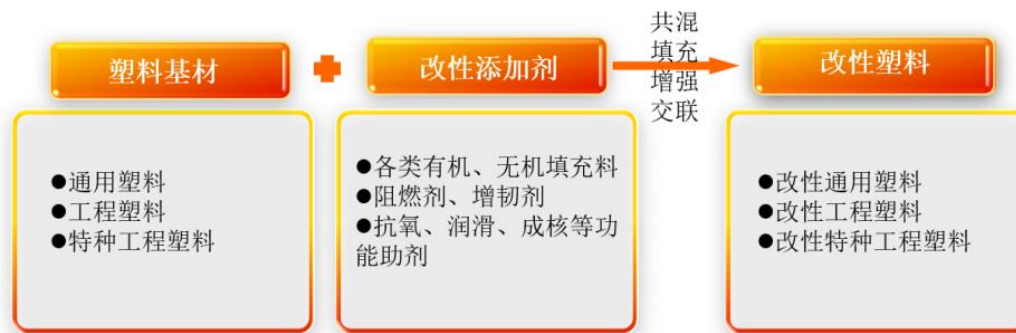 塑料基材
改性添加剂
共混
填充
增强
交联
改性塑料
●通用塑料
●工程塑料
●特种工程塑料
●各类有机、无机填充料
●阻燃剂、增韧剂
●抗氧、润滑、成核等功
能助剂
●改性通用塑料
●改性工程塑料
●改性特种工程塑料